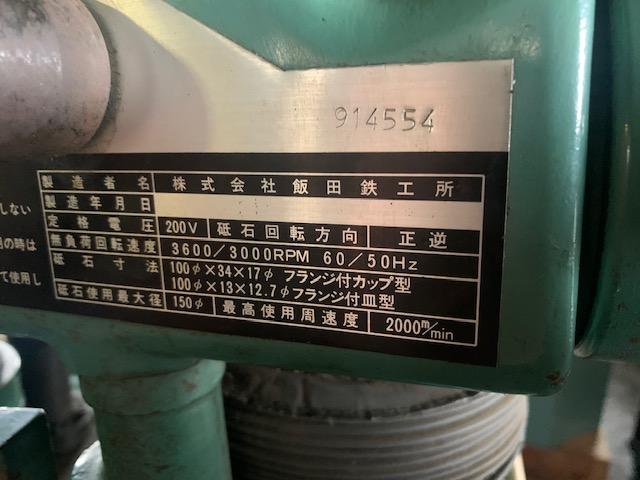 914554
製造者名 株式会社飯田鉄工所
製造年月日
定格電圧 200V 砥石回転方向 正逆
無負荷回転速度 3600/3000RPM 60/50Hz
砥石寸法 100φ×34×17φ フランジ付カップ型
100φ×13×12.7φ フランジ付皿型
砥石使用最大径 150φ 最高使用周速度 2000m/min
しない
の時は
て使用し